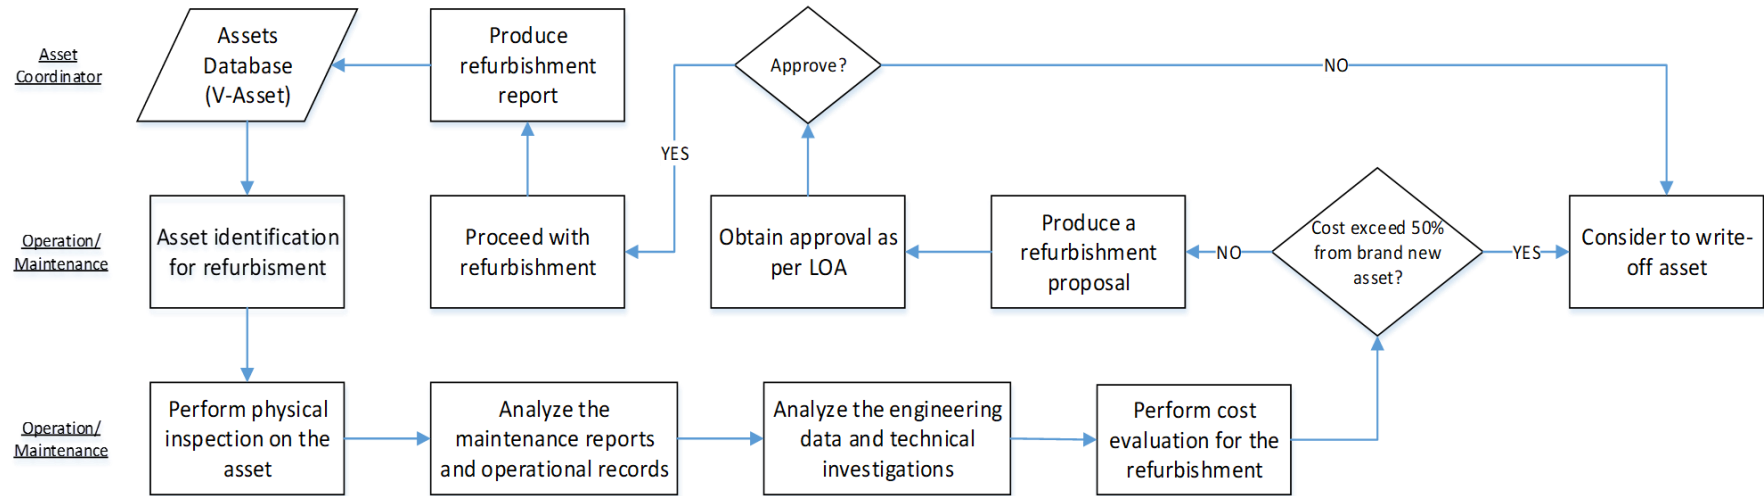 Asset
Coordinator
Assets
Database
(V-Asset)
Produce
refurbishment
report
Approve?
NO
YES
Operation/
Maintenance
Asset identification
for refurbisment
Proceed with
refurbishment
Obtain approval as
per LOA
Produce a
refurbishment
proposal
NO
Cost exceed 50%
from brand new
asset?
YES
Consider to write-
off asset
Operation/
Maintenance
Perform physical
inspection on the
asset
Analyze the
maintenance reports
and operational records
Analyze the engineering
data and technical
investigations
Perform cost
evaluation for the
refurbishment